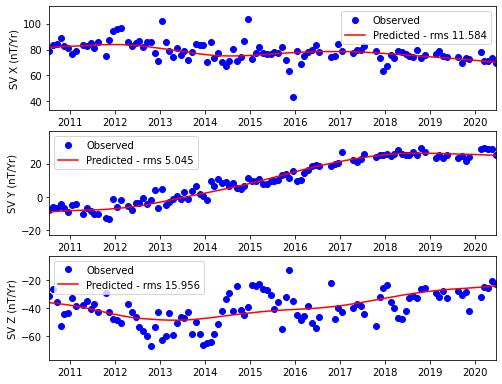 SV X (nT/Yr)
100
80
60
40
Observed
Predicted - rms 11.584
2011 2012 2013 2014 2015 2016 2017 2018 2019 2020
SV Y (nT/Yr)
20
0
−20
Observed
Predicted - rms 5.045
2011 2012 2013 2014 2015 2016 2017 2018 2019 2020
SV Z (nT/Yr)
−20
−40
−60
Observed
Predicted - rms 15.956
2011 2012 2013 2014 2015 2016 2017 2018 2019 2020